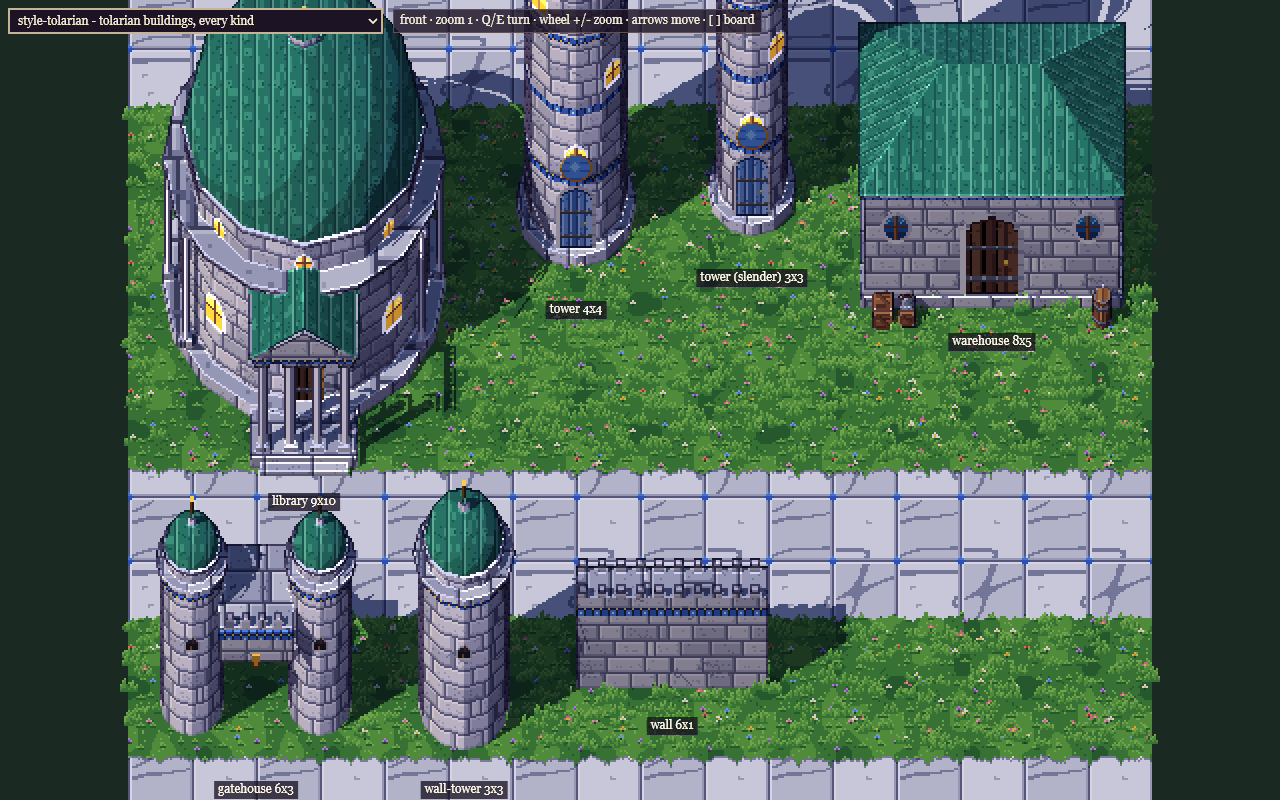 style-tolarian - tolarian buildings, every kind
front · zoom 1 · Q/E turn · wheel +/- zoom · arrows move · [ ] board
tower (slender) 3x3
tower 4x4
warehouse 8x5
library 9x10
wall 6x1
gatehouse 6x3
wall-tower 3x3